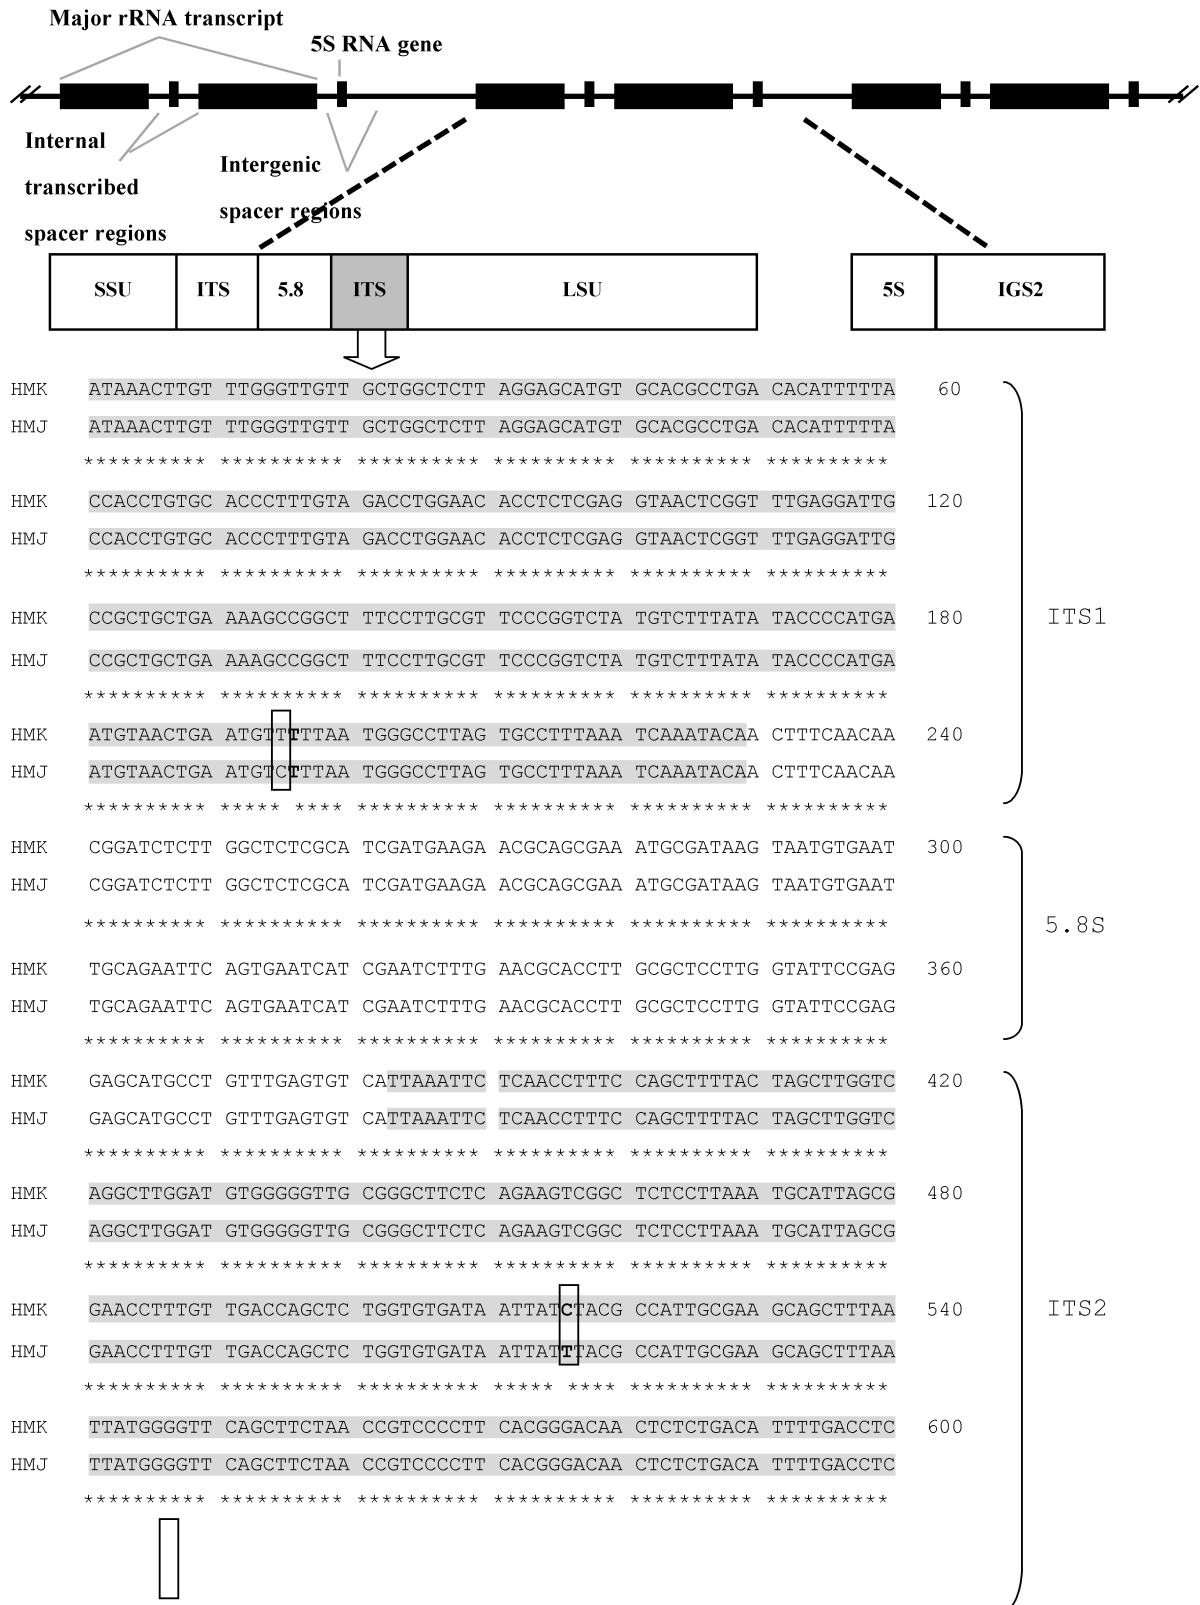 Major rRNA transcript
5S RNA gene
Internal
transcribed
spacer regions
Intergenic
spacer regions
SSU ITS 5.8 ITS LSU 5S IGS2
HMK ATAAACTTGT TTGGGTTGTT GCTGGCTCTT AGGAGCATGT GCACGCCTGA CACATTTTTA 60
HMJ ATAAACTTGT TTGGGTTGTT GCTGGCTCTT AGGAGCATGT GCACGCCTGA CACATTTTTA
********** ********** ********** ********** ********** **********
HMK CCACCTGTGC ACCCTTTGTA GACCTGGAAC ACCTCTCGAG GTAACTCGGT TTGAGGATTG 120
HMJ CCACCTGTGC ACCCTTTGTA GACCTGGAAC ACCTCTCGAG GTAACTCGGT TTGAGGATTG
********** ********** ********** ********** ********** **********
ITS1
HMK CCGCTGCTGA AAAGCCGGCT TTCCTTGCGT TCCCGGTCTA TGTCTTTATA TACCCCATGA 180
HMJ CCGCTGCTGA AAAGCCGGCT TTCCTTGCGT TCCCGGTCTA TGTCTTTATA TACCCCATGA
********** ********** ********** ********** ********** **********
HMK ATGTAACTGA ATGTTTTTAA TGGGCCTTAG TGCCTTTAAA TCAAATACAA CTTTCAACAA 240
HMJ ATGTAACTGA ATGTCTTTAA TGGGCCTTAG TGCCTTTAAA TCAAATACAA CTTTCAACAA
********** ***** **** ********** ********** ********** **********
HMK CGGATCTCTT GGCTCTCGCA TCGATGAAGA ACGCAGCGAA ATGCGATAAG TAATGTGAAT 300
HMJ CGGATCTCTT GGCTCTCGCA TCGATGAAGA ACGCAGCGAA ATGCGATAAG TAATGTGAAT
********** ********** ********** ********** ********** **********
5.8S
HMK TGCAGAATTC AGTGAATCAT CGAATCTTTG AACGCACCTT GCGCTCCTTG GTATTCCGAG 360
HMJ TGCAGAATTC AGTGAATCAT CGAATCTTTG AACGCACCTT GCGCTCCTTG GTATTCCGAG
********** ********** ********** ********** ********** **********
HMK GAGCATGCCT GTTTGAGTGT CATTAAATTC TCAACCTTTC CAGCTTTTAC TAGCTTGGTC 420
HMJ GAGCATGCCT GTTTGAGTGT CATTAAATTC TCAACCTTTC CAGCTTTTAC TAGCTTGGTC
********** ********** ********** ********** ********** **********
HMK AGGCTTGGAT GTGGGGGTTG CGGGCTTCTC AGAAGTCGGC TCTCCTTAAA TGCATTAGCG 480
HMJ AGGCTTGGAT GTGGGGGTTG CGGGCTTCTC AGAAGTCGGC TCTCCTTAAA TGCATTAGCG
********** ********** ********** ********** ********** **********
HMK GAACCTTTGT TGACCAGCTC TGGTGTGATA ATTATCTACG CCATTGCGAA GCAGCTTTAA 540
ITS2
HMJ GAACCTTTGT TGACCAGCTC TGGTGTGATA ATTATTTACG CCATTGCGAA GCAGCTTTAA
********** ********** ********** ***** **** ********** **********
HMK TTATGGGGTT CAGCTTCTAA CCGTCCCCTT CACGGGACAA CTCTCTGACA TTTTGACCTC 600
HMJ TTATGGGGTT CAGCTTCTAA CCGTCCCCTT CACGGGACAA CTCTCTGACA TTTTGACCTC
********** ********** ********** ********** ********** **********